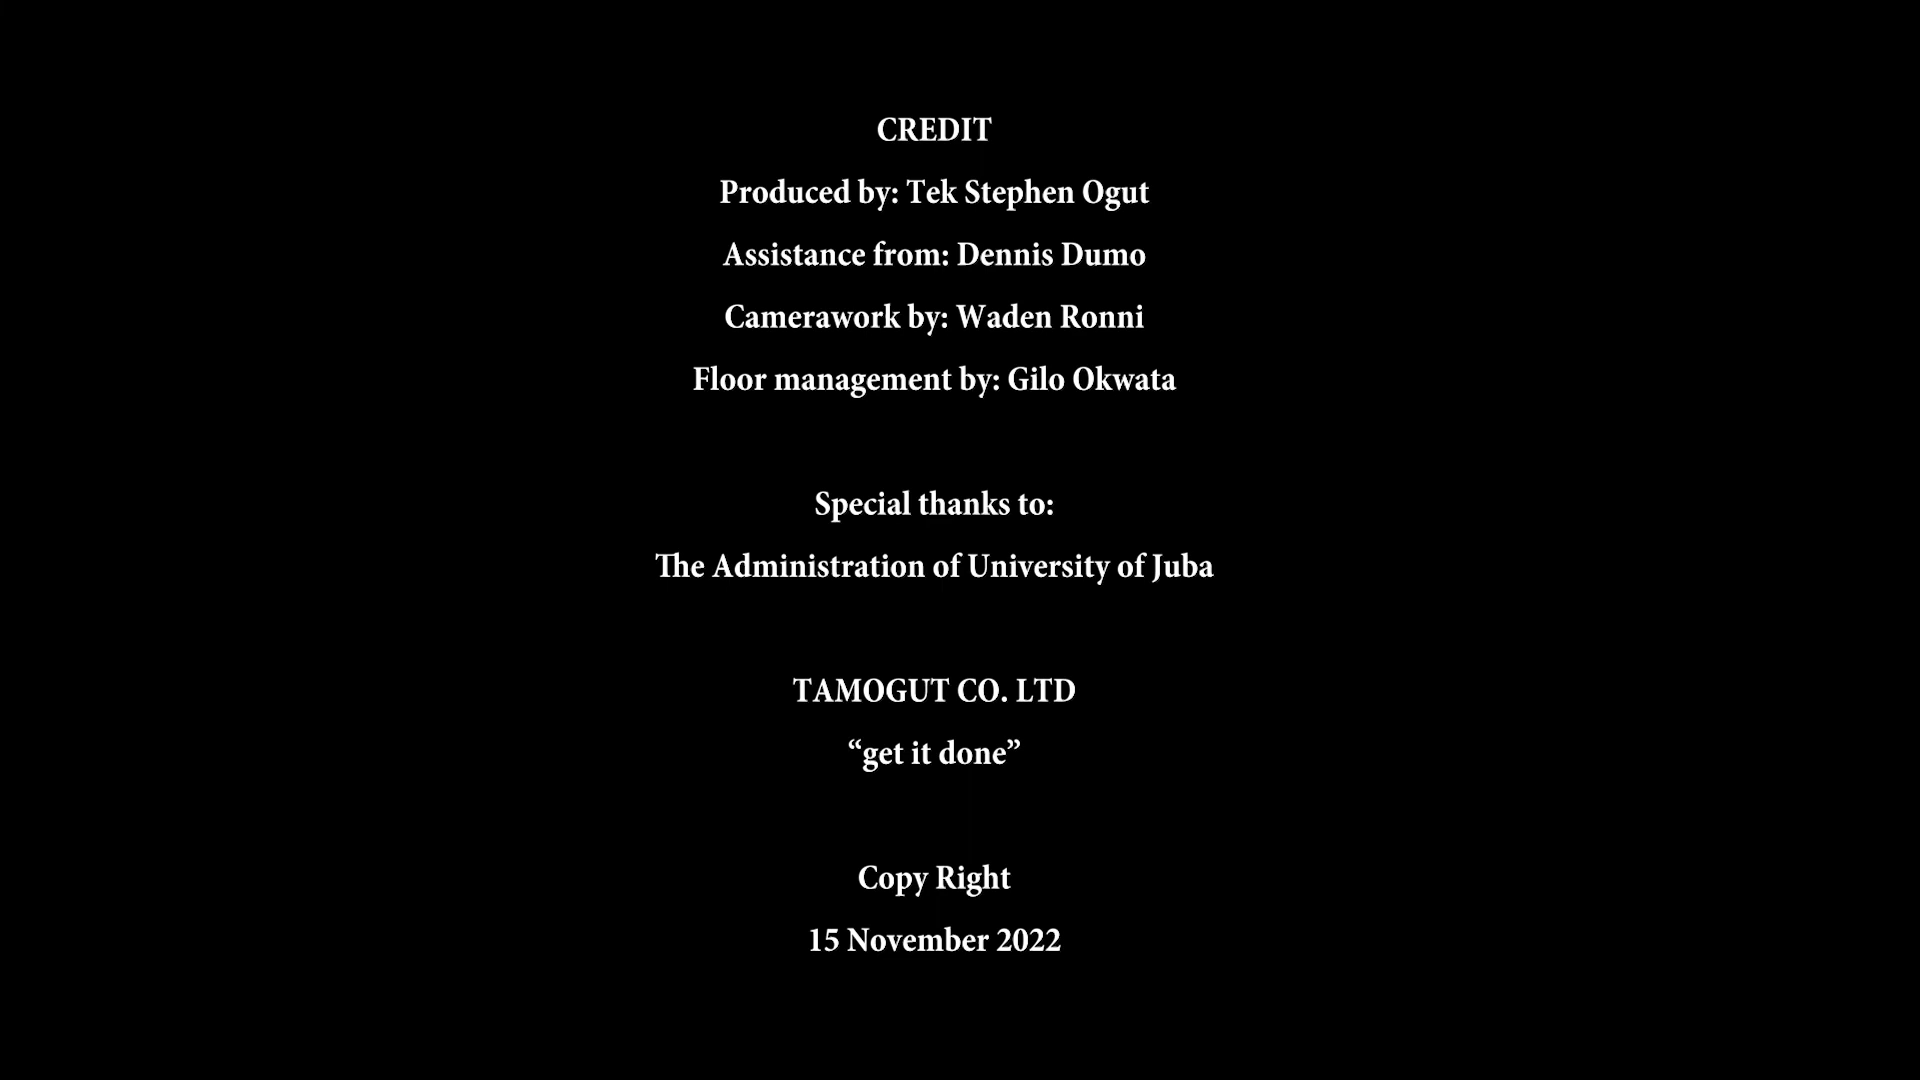 CREDIT
Produced by: Tek Stephen Ogut
Assistance from: Dennis Dumo
Camerawork by: Waden Ronni
Floor management by: Gilo Okwata
Special thanks to:
The Administration of University of Juba
TAMOGUT CO. LTD
“get it done”
Copy Right
15 November 2022